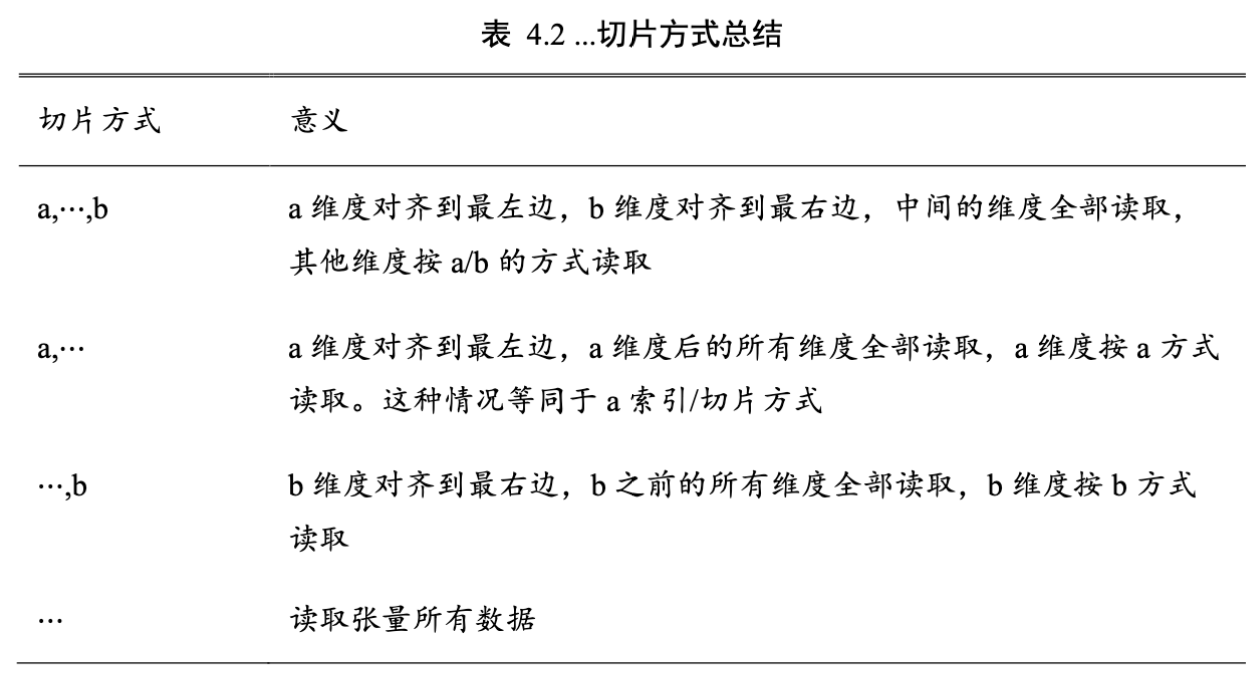 表 4.2 ...切片方式总结
切片方式 意义
a,⋯,b a 维度对齐到最左边，b 维度对齐到最右边，中间的维度全部读取，
其他维度按 a/b 的方式读取
a,⋯ a 维度对齐到最左边，a 维度后的所有维度全部读取，a 维度按 a 方式
读取。这种情况等同于 a 索引/切片方式
⋯,b b 维度对齐到最右边，b 之前的所有维度全部读取，b 维度按 b 方式
读取
⋯ 读取张量所有数据